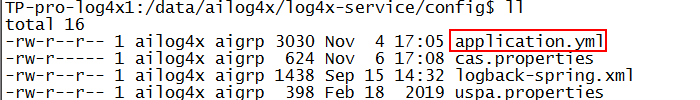 TP-pro-log4x1:/data/ailog4x/log4x-service/config$ ll
total 16
-rw-r--r-- 1 ailog4x aigrp 3030 Nov  4 17:05 application.yml
-rw-r----- 1 ailog4x aigrp  624 Nov  6 17:08 cas.properties
-rw-r--r-- 1 ailog4x aigrp 1438 Sep 15 14:32 logback-spring.xml
-rw-r--r-- 1 ailog4x aigrp  398 Feb 18  2019 uspa.properties